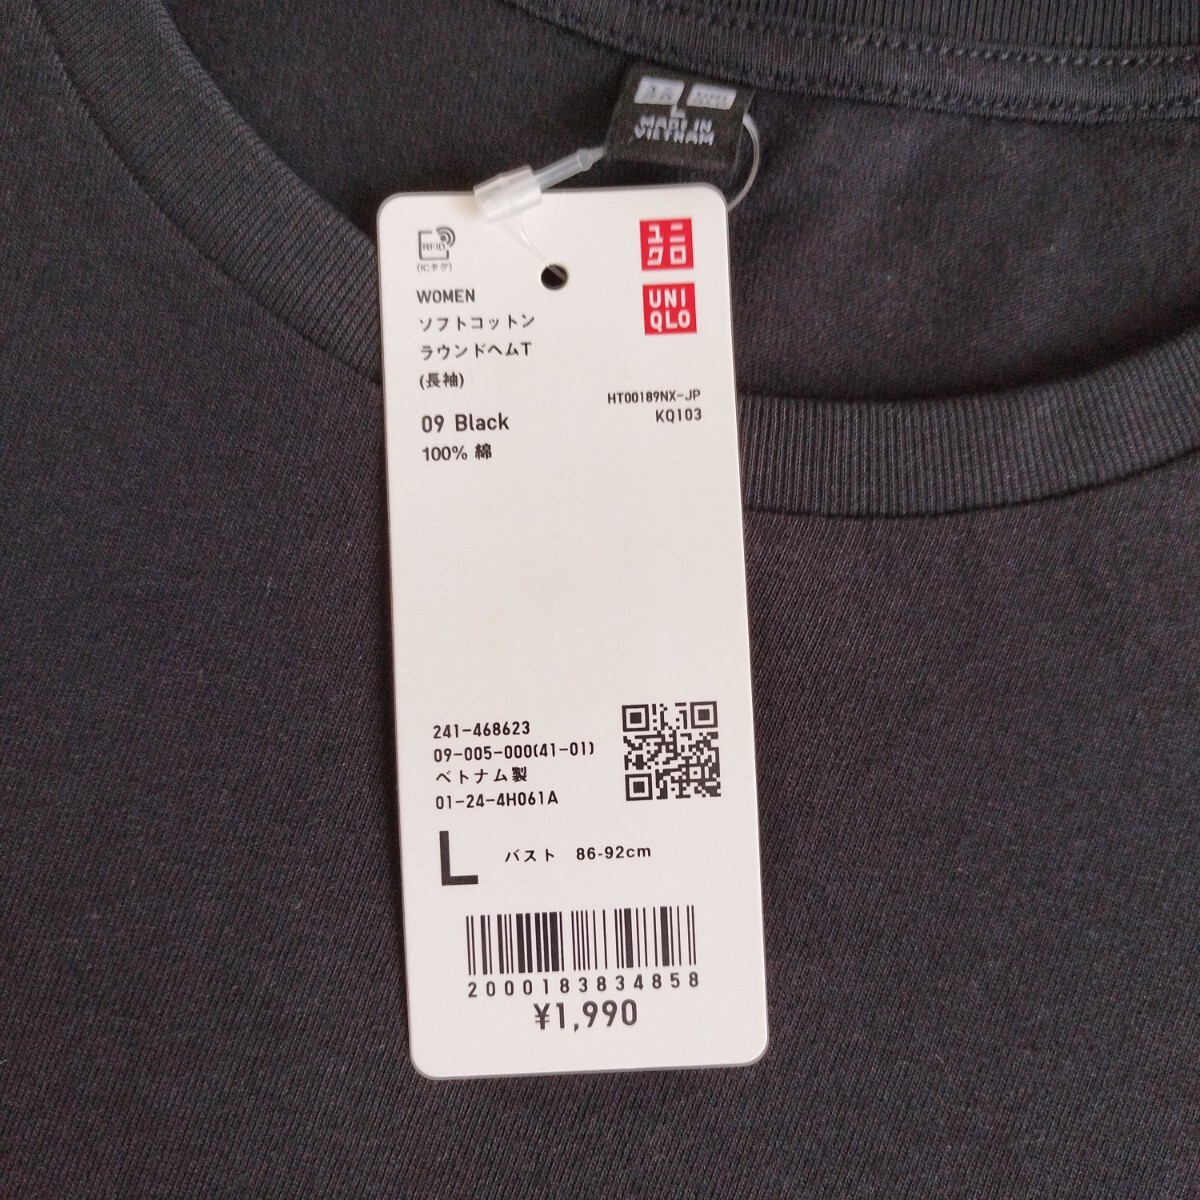 L
MADE IN
VIETNAM
RFID
(ICタグ)
ユニ
クロ
UNI
QLO
WOMEN
ソフトコットン
ラウンドヘムT
(長袖)
HT00189NX-JP
KQ103
09 Black
100% 綿
241-468623
09-005-000(41-01)
ベトナム製
01-24-4H061A
L バスト 86-92cm
2000183834858
¥1,990